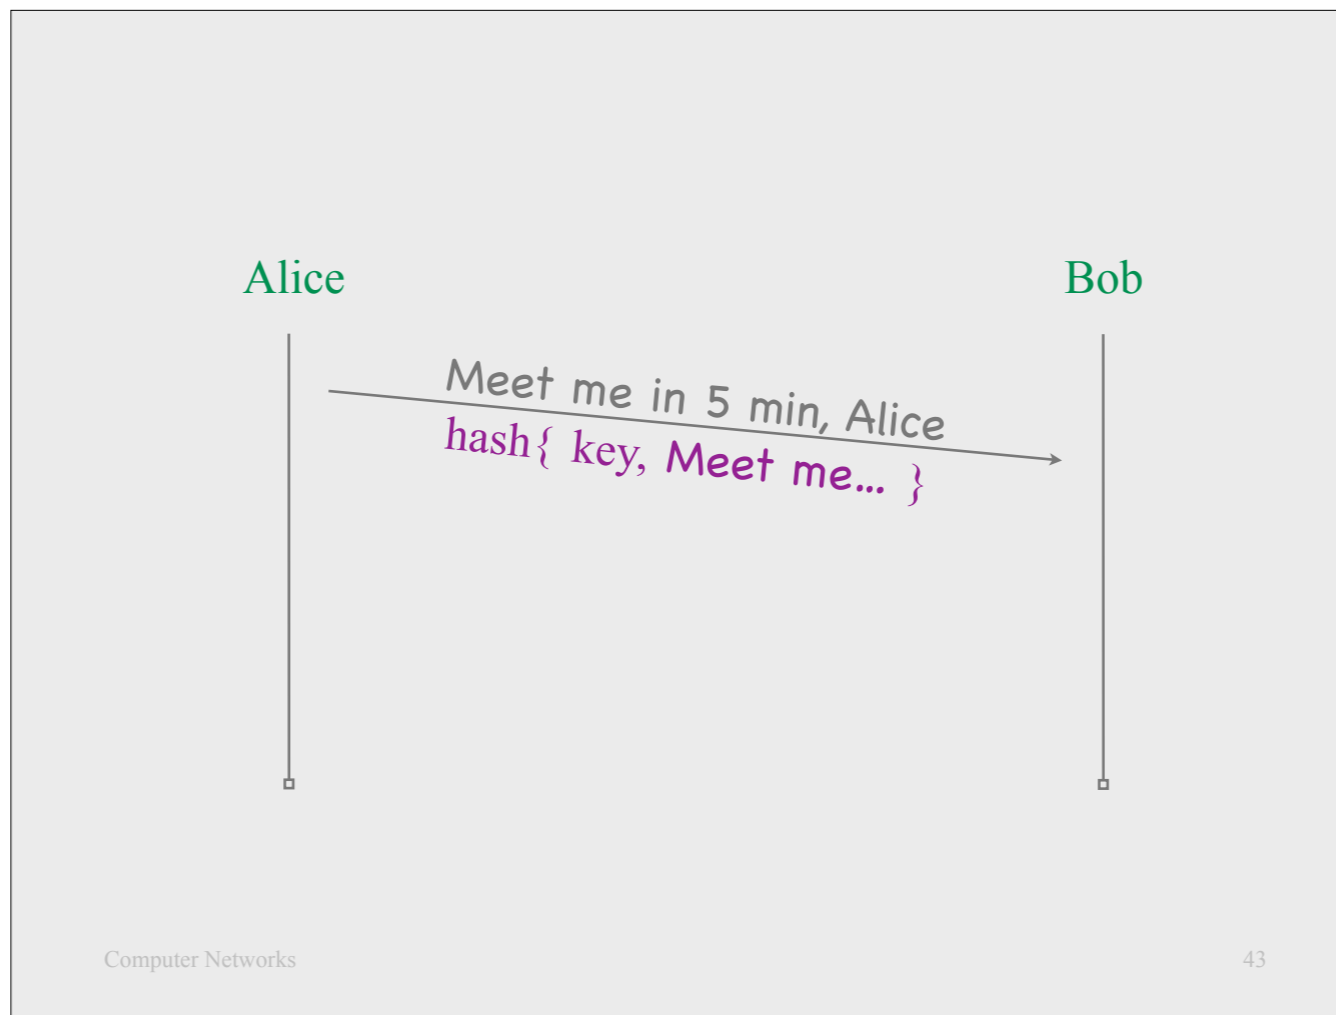 Alice
Bob
Meet me in 5 min, Alice
hash{ key, Meet me... }
Computer Networks
43